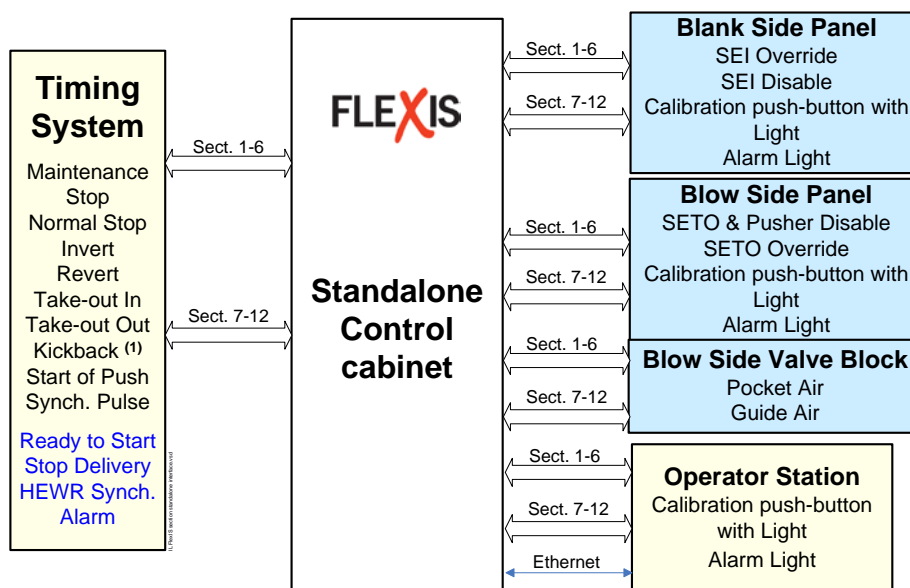 Timing
System
Maintenance
Stop
Normal Stop
Invert
Revert
Take-out In
Take-out Out
Kickback (1)
Start of Push
Synch. Pulse
Ready to Start
Stop Delivery
HEWR Synch.
Alarm
Sect. 1-6
Sect. 7-12
FLEXIS
Standalone
Control
cabinet
Sect. 1-6
Sect. 7-12
Blank Side Panel
SEI Override
SEI Disable
Calibration push-button with
Light
Alarm Light
Sect. 1-6
Sect. 7-12
Blow Side Panel
SETO & Pusher Disable
SETO Override
Calibration push-button with
Light
Alarm Light
Sect. 1-6
Sect. 7-12
Blow Side Valve Block
Pocket Air
Guide Air
Sect. 1-6
Sect. 7-12
Ethernet
Operator Station
Calibration push-button
with Light
Alarm Light